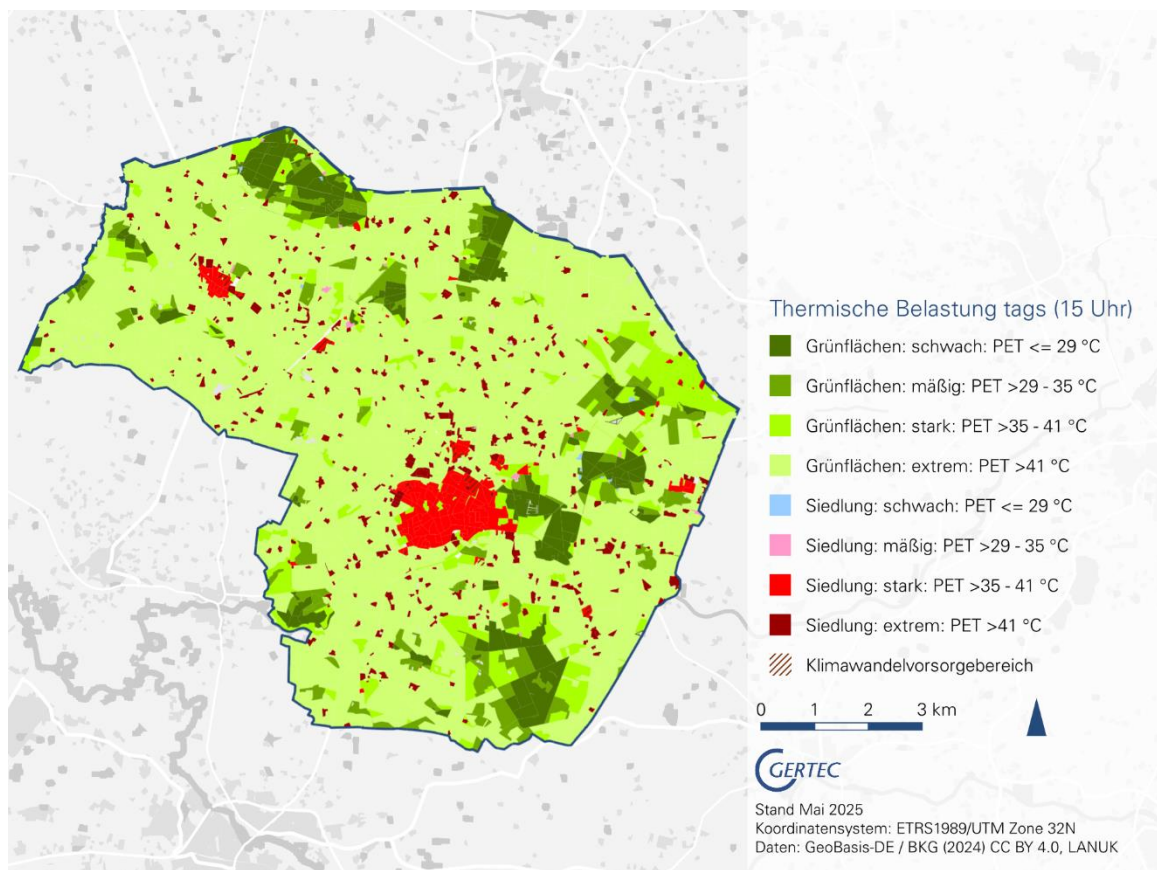 Thermische Belastung tags (15 Uhr)
Grünflächen: schwach: PET <= 29 °C
Grünflächen: mäßig: PET >29 - 35 °C
Grünflächen: stark: PET >35 - 41 °C
Grünflächen: extrem: PET >41 °C
Siedlung: schwach: PET <= 29 °C
Siedlung: mäßig: PET >29 - 35 °C
Siedlung: stark: PET >35 - 41 °C
Siedlung: extrem: PET >41 °C
Klimawandelvorsorgebereich
0 1 2 3 km
GERTEC
Stand Mai 2025
Koordinatensystem: ETRS1989/UTM Zone 32N
Daten: GeoBasis-DE / BKG (2024) CC BY 4.0, LANUK